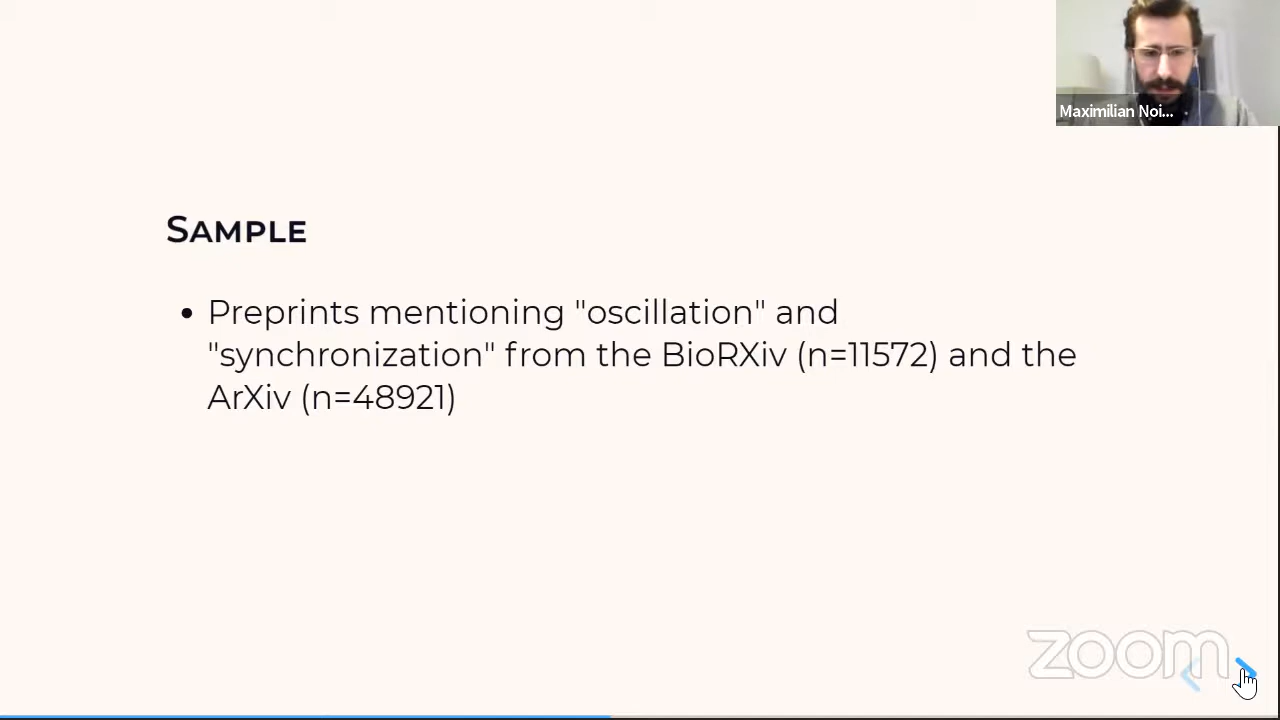 Maximilian Noi...
SAMPLE
• Preprints mentioning "oscillation" and
"synchronization" from the BioRXiv (n=11572) and the
ArXiv (n=48921)
zoom